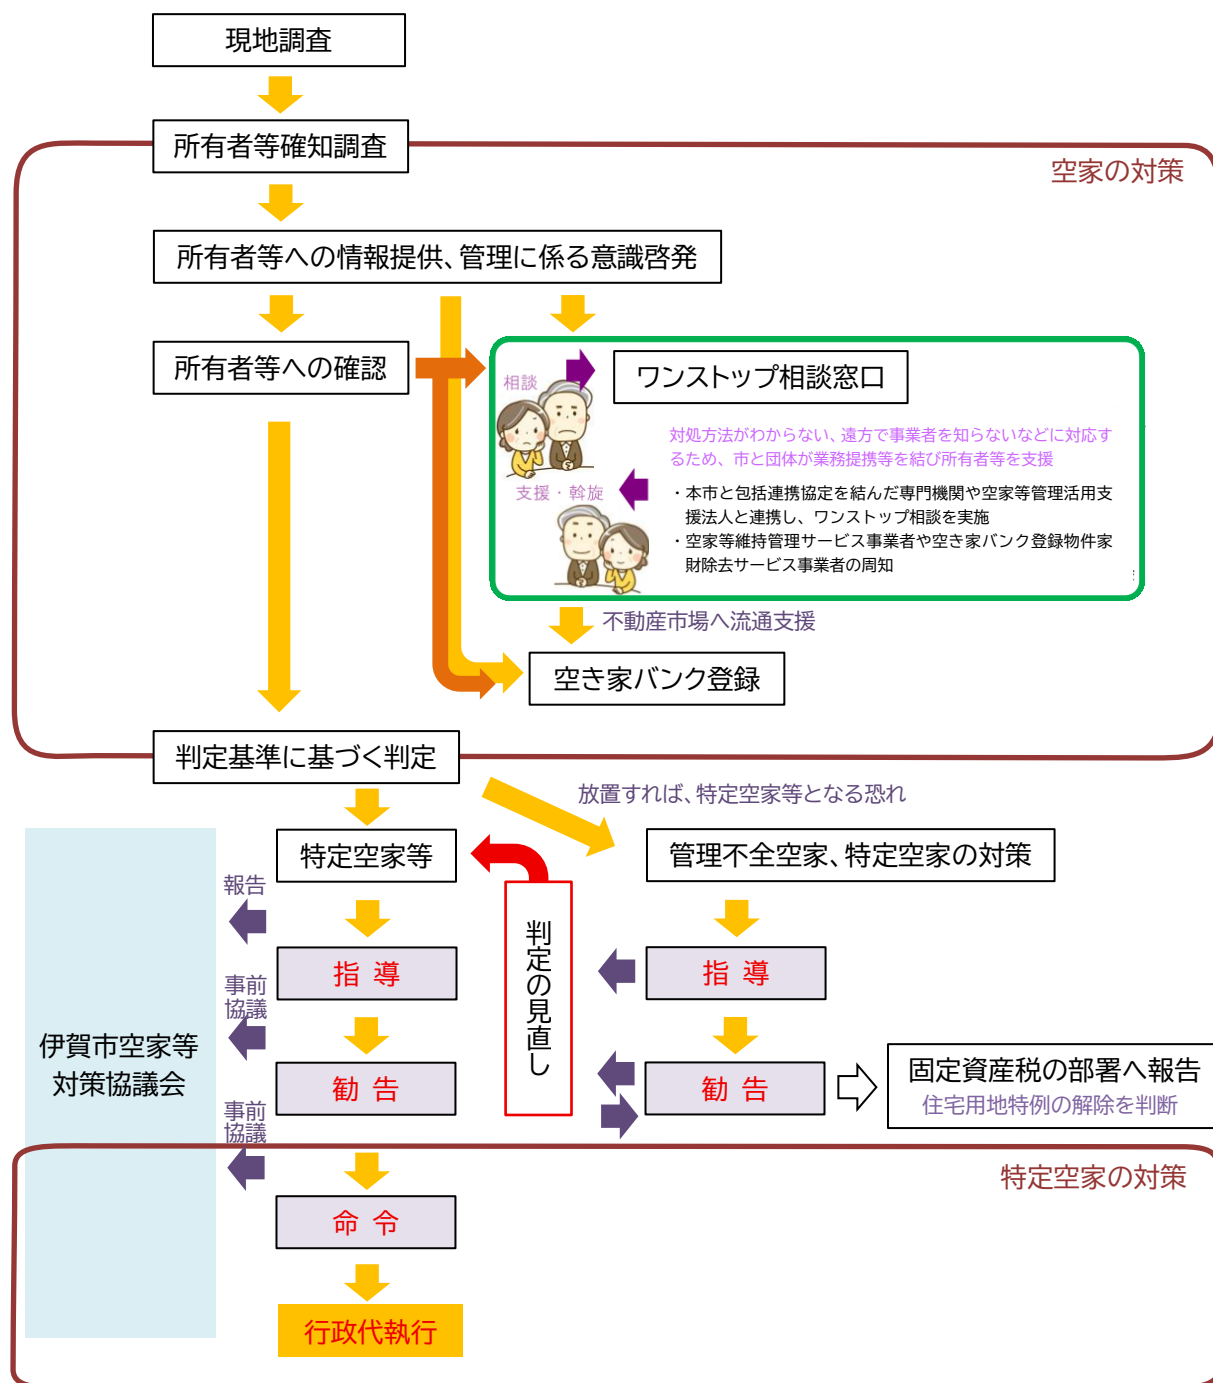 現地調査
所有者等確知調査
空家の対策
所有者等への情報提供、管理に係る意識啓発
所有者等への確認
ワンストップ相談窓口
相談
対処方法がわからない、遠方で事業者を知らないなどに対応す
るため、市と団体が業務提携等を結び所有者等を支援
支援・斡旋
・本市と包括連携協定を結んだ専門機関や空家等管理活用支
援法人と連携し、ワンストップ相談を実施
・空家等維持管理サービス事業者や空き家バンク登録物件家
財除去サービス事業者の周知
不動産市場へ流通支援
空き家バンク登録
判定基準に基づく判定
放置すれば、特定空家等となる恐れ
特定空家等
管理不全空家、特定空家の対策
報告
判定の見直し
指 導
指 導
事前
協議
伊賀市空家等
対策協議会
勧 告
勧 告
固定資産税の部署へ報告
住宅用地特例の解除を判断
事前
協議
特定空家の対策
命 令
行政代執行